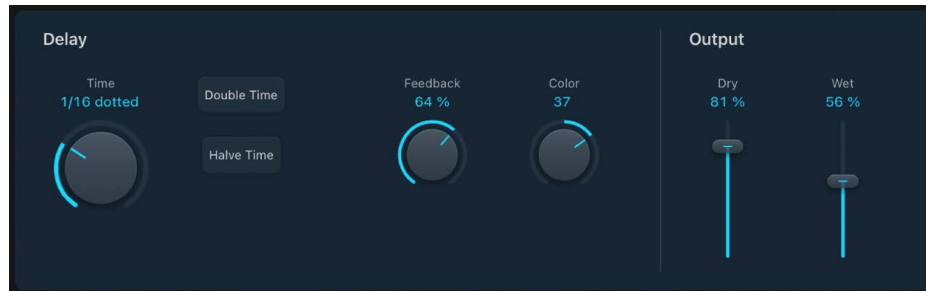 Delay
Output
Time
1/16 dotted
Double Time
Halve Time
Feedback
64 %
Color
37
Dry
81 %
Wet
56 %